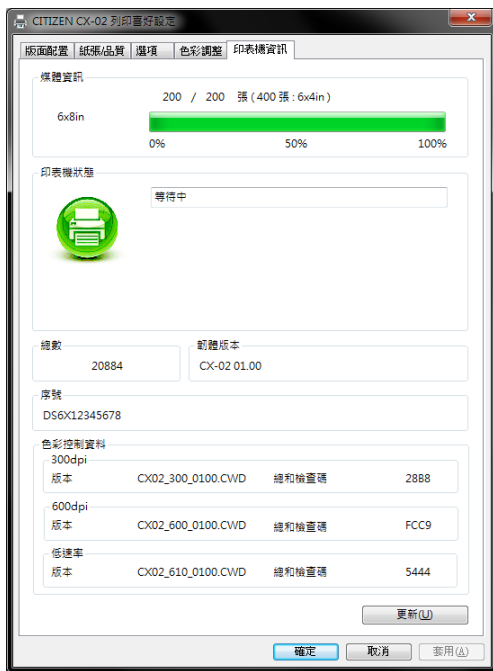 CITIZEN CX-02 列印喜好設定
版面配置 紙張/品質 選項 色彩調整 印表機資訊
媒體資訊
200 / 200 張 ( 400 張 : 6x4in )
6x8in
0% 50% 100%
印表機狀態
等待中
總數 韌體版本
20884 CX-02 01.00
序號
DS6X12345678
色彩控制資料
300dpi
版本 CX02_300_0100.CWD 總和檢查碼 28B8
600dpi
版本 CX02_600_0100.CWD 總和檢查碼 FCC9
低速率
版本 CX02_610_0100.CWD 總和檢查碼 5444
更新(U)
確定 取消 套用(A)